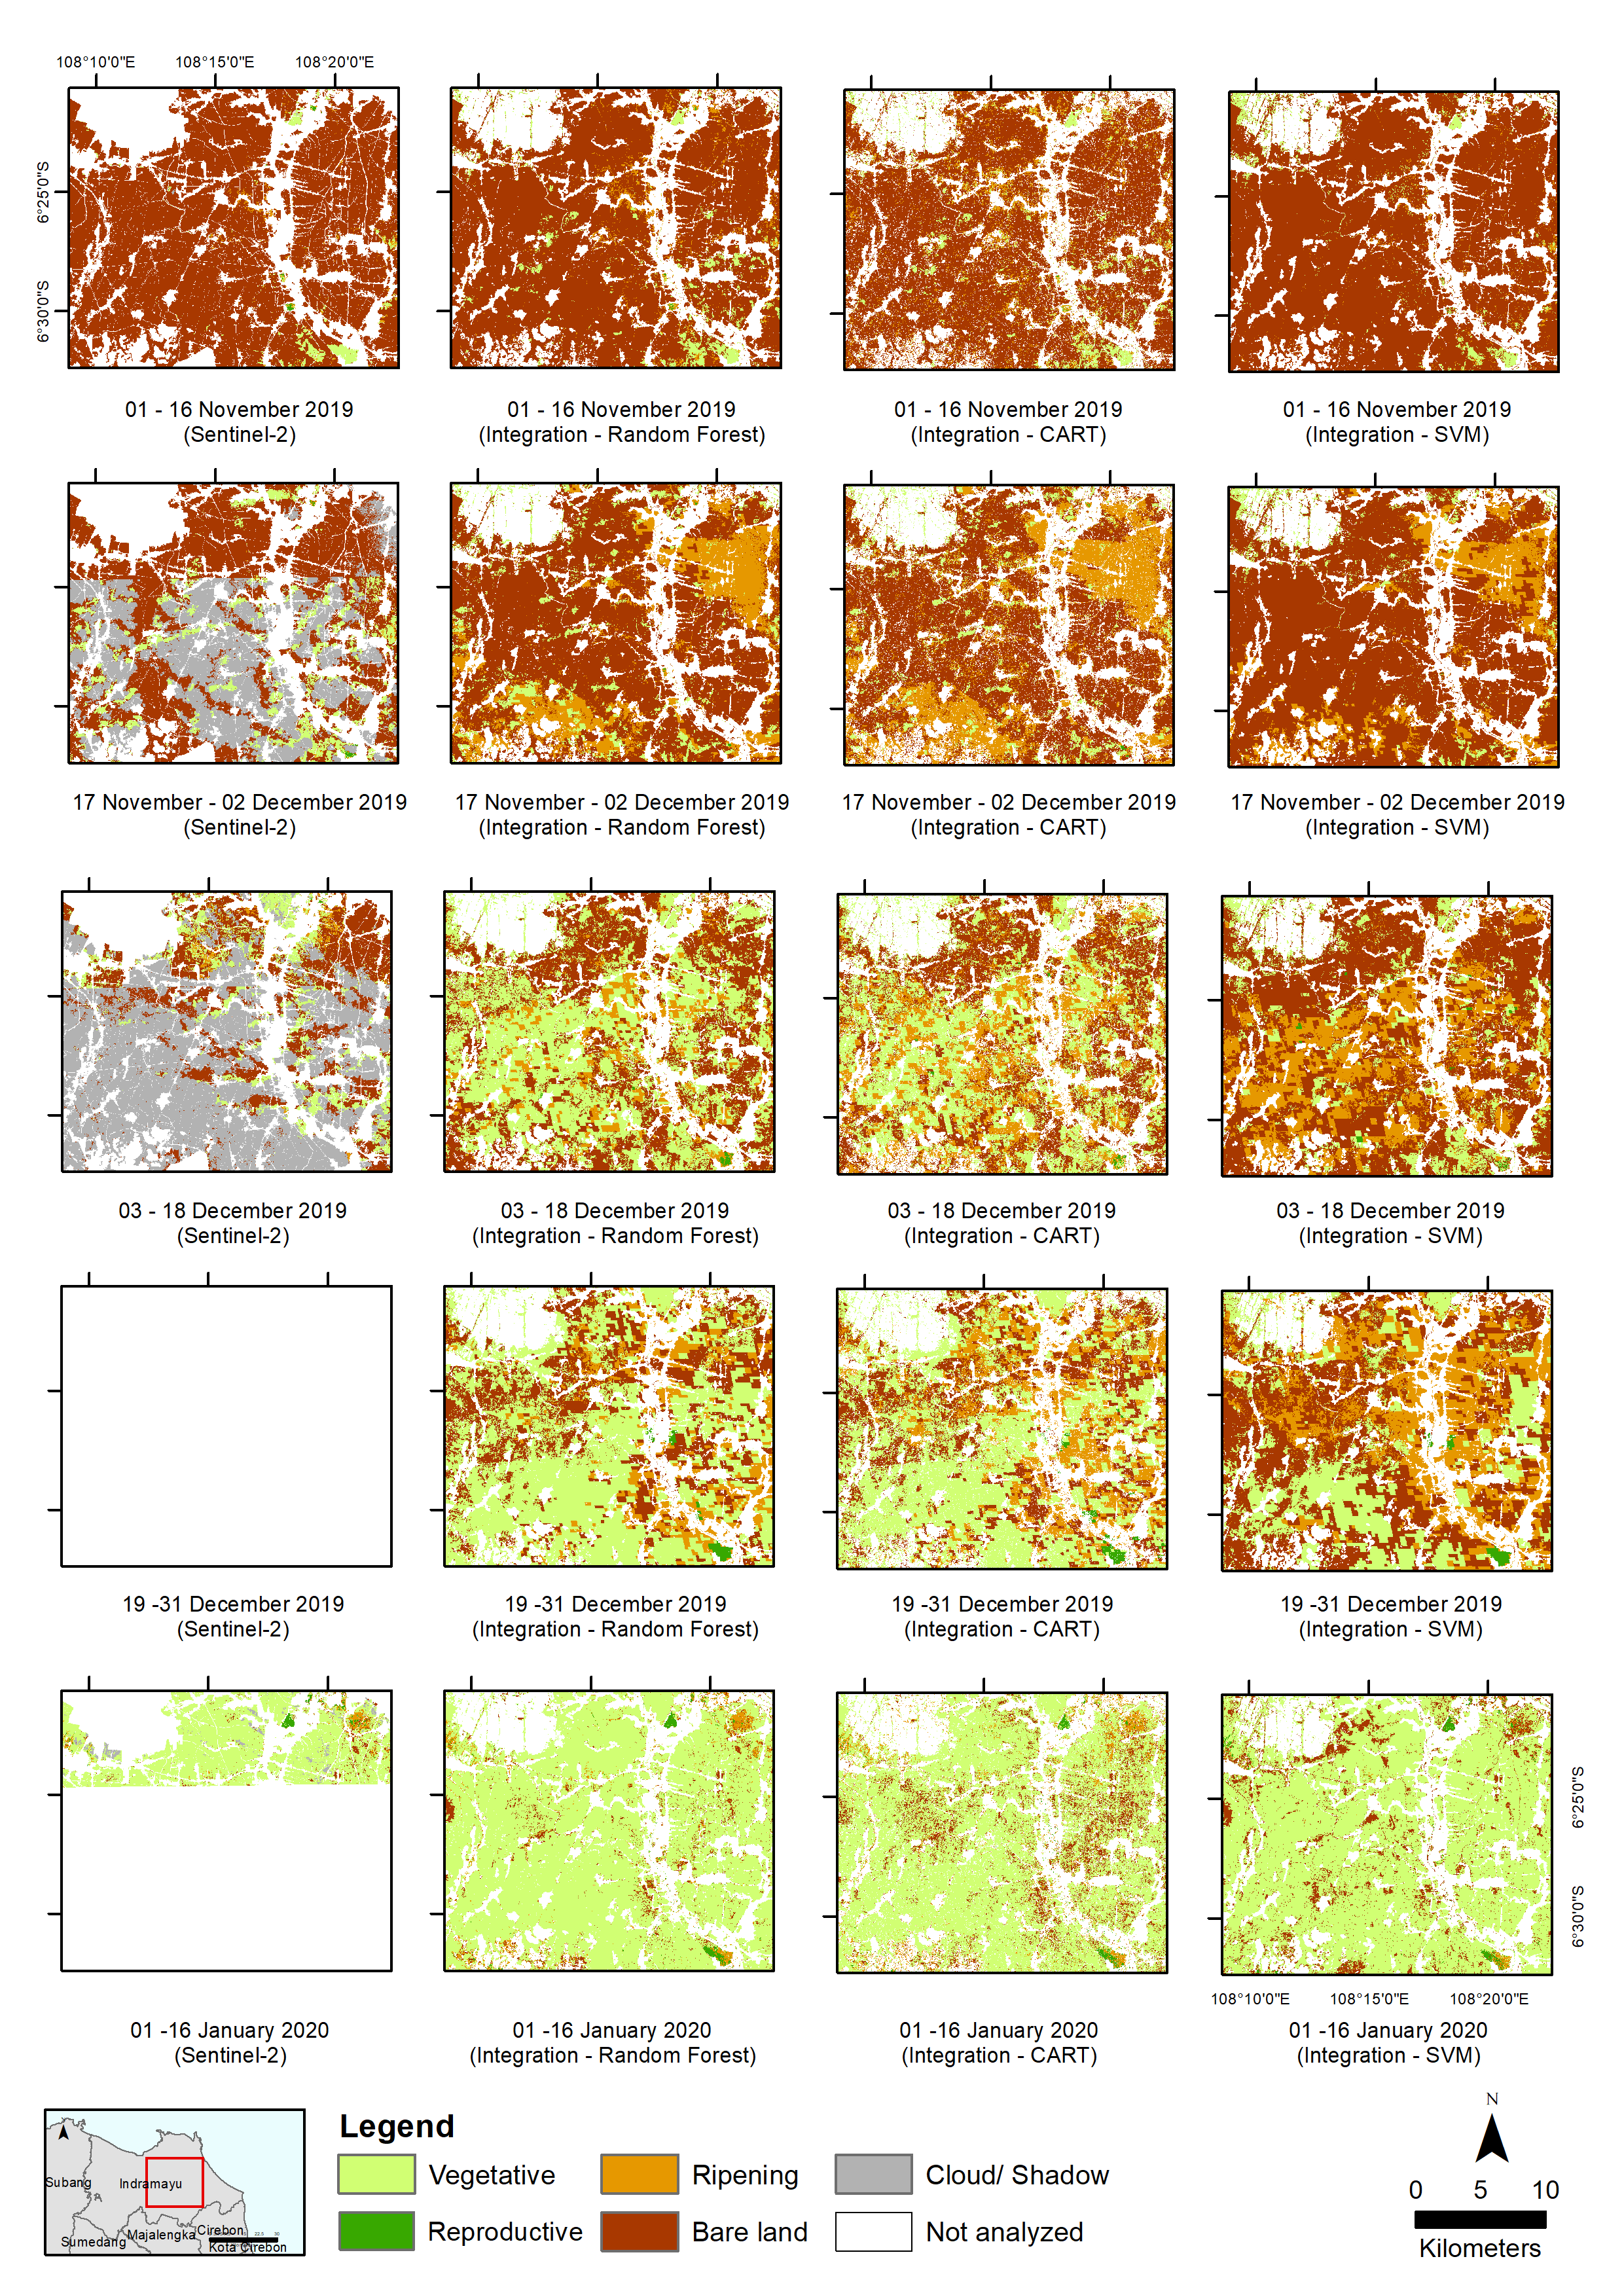 108°10'0"E 108°15'0"E 108°20'0"E
6°25'0"S
6°30'0"S
01 - 16 November 2019
(Sentinel-2)
01 - 16 November 2019
(Integration - Random Forest)
01 - 16 November 2019
(Integration - CART)
01 - 16 November 2019
(Integration - SVM)
17 November - 02 December 2019
(Sentinel-2)
17 November - 02 December 2019
(Integration - Random Forest)
17 November - 02 December 2019
(Integration - CART)
17 November - 02 December 2019
(Integration - SVM)
03 - 18 December 2019
(Sentinel-2)
03 - 18 December 2019
(Integration - Random Forest)
03 - 18 December 2019
(Integration - CART)
03 - 18 December 2019
(Integration - SVM)
19 -31 December 2019
(Sentinel-2)
19 -31 December 2019
(Integration - Random Forest)
19 -31 December 2019
(Integration - CART)
19 -31 December 2019
(Integration - SVM)
6°25'0"S
6°30'0"S
108°10'0"E 108°15'0"E 108°20'0"E
01 -16 January 2020
(Sentinel-2)
01 -16 January 2020
(Integration - Random Forest)
01 -16 January 2020
(Integration - CART)
01 -16 January 2020
(Integration - SVM)
Subang
Indramayu
Sumedang
Majalengka
Cirebon
Kota Cirebon
Legend
Vegetative
Ripening
Cloud/ Shadow
Reproductive
Bare land
Not analyzed
N
0 5 10
Kilometers